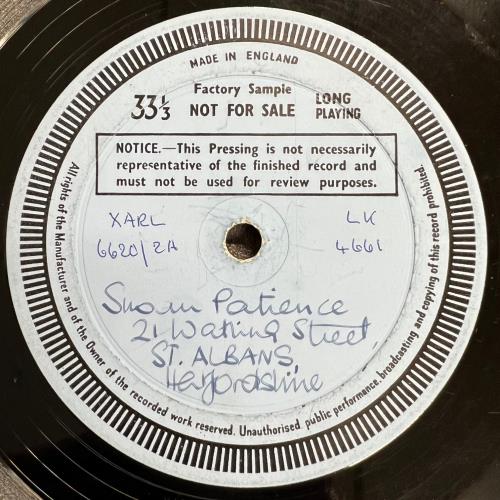 MADE IN ENGLAND
Factory Sample
33⅓ NOT FOR SALE LONG PLAYING
NOTICE.—This Pressing is not necessarily
representative of the finished record and
must not be used for review purposes.
XARL LK
6620/2A 4661
Patience
21 Watling Street,
ST. ALBANS,
Hertfordshire
All rights of the Manufacturer and of the Owner of the recorded work reserved. Unauthorised public performance, broadcasting and copying of this record prohibited.